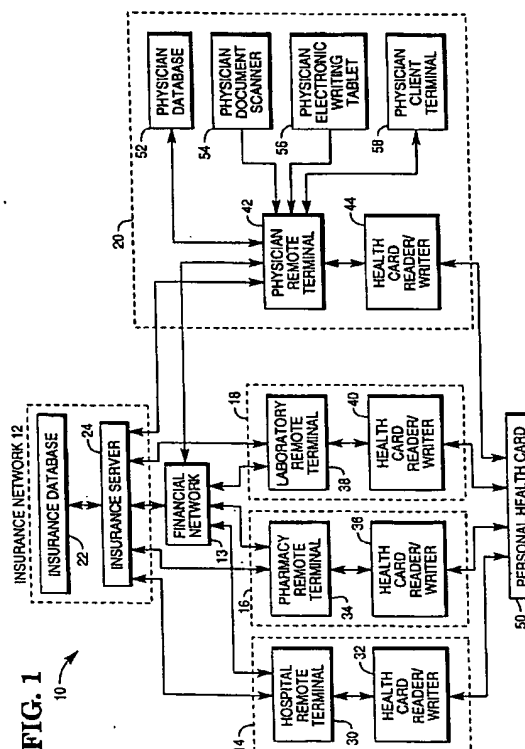 FIG. 1
10
INSURANCE NETWORK 12
INSURANCE DATABASE
22
24
INSURANCE SERVER
FINANCIAL
NETWORK
13
14
HOSPITAL
REMOTE
TERMINAL
30
32
HEALTH
CARD
READER/
WRITER
16
PHARMACY
REMOTE
TERMINAL
34
36
HEALTH
CARD
READER/
WRITER
18
LABORATORY
REMOTE
TERMINAL
38
40
HEALTH
CARD
READER/
WRITER
20
42
PHYSICIAN
REMOTE
TERMINAL
44
HEALTH
CARD
READER/
WRITER
52
PHYSICIAN
DATABASE
54
PHYSICIAN
DOCUMENT
SCANNER
56
PHYSICIAN
ELECTRONIC
WRITING
TABLET
58
PHYSICIAN
CLIENT
TERMINAL
50
PERSONAL HEALTH CARD